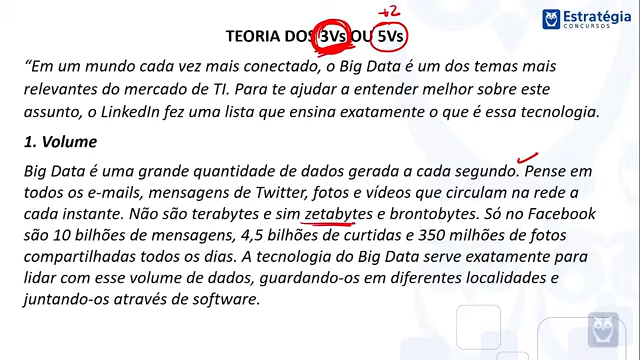 +2
TEORIA DOS 3Vs OU 5Vs
Estratégia
CONCURSOS
“Em um mundo cada vez mais conectado, o Big Data é um dos temas mais
relevantes do mercado de TI. Para te ajudar a entender melhor sobre este
assunto, o LinkedIn fez uma lista que ensina exatamente o que é essa tecnologia.
1. Volume
Big Data é uma grande quantidade de dados gerada a cada segundo. Pense em
todos os e-mails, mensagens de Twitter, fotos e vídeos que circulam na rede a
cada instante. Não são terabytes e sim zetabytes e brontobytes. Só no Facebook
são 10 bilhões de mensagens, 4,5 bilhões de curtidas e 350 milhões de fotos
compartilhadas todos os dias. A tecnologia do Big Data serve exatamente para
lidar com esse volume de dados, guardando-os em diferentes localidades e
juntando-os através de software.